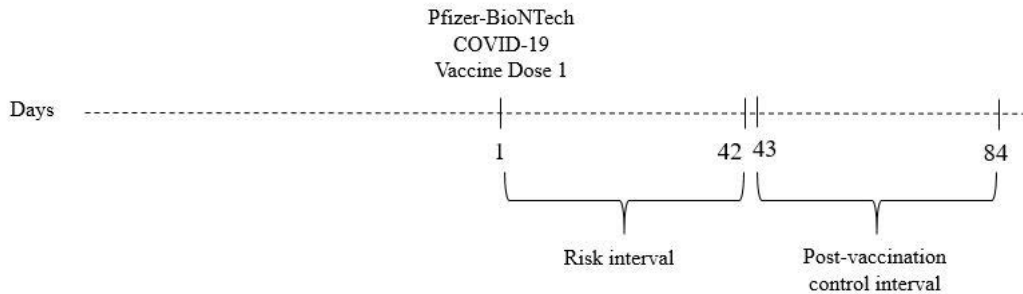 Pfizer-BioNTech
COVID-19
Vaccine Dose 1
Days
1
42
43
84
Risk interval
Post-vaccination
control interval